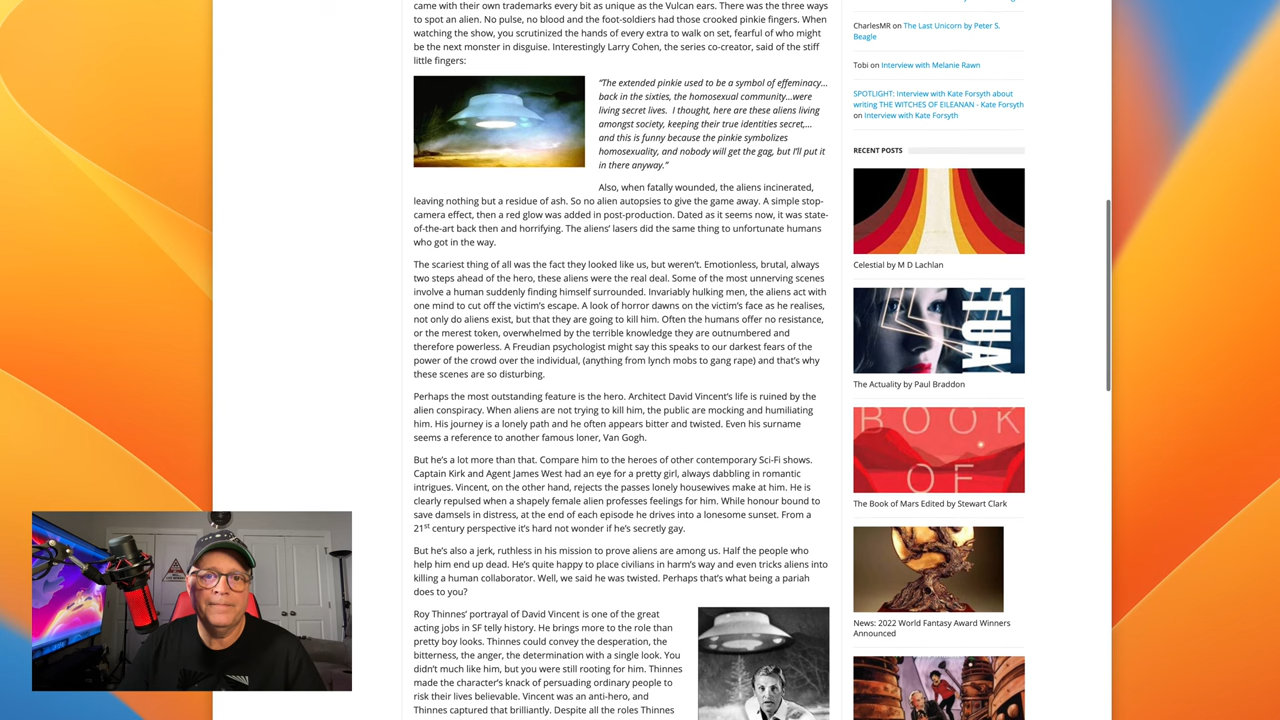 came with their own trademarks every bit as unique as the Vulcan ears. There was the three ways
to spot an alien. No pulse, no blood and the foot-soldiers had those crooked pinkie fingers. When
watching the show, you scrutinized the hands of every extra to walk on set, fearful of who might
be the next monster in disguise. Interestingly Larry Cohen, the series co-creator, said of the stiff
little fingers:
“The extended pinkie used to be a symbol of effeminacy…
back in the sixties, the homosexual community…were
living secret lives.  I thought, here are these aliens living
amongst society, keeping their true identities secret,…
and this is funny because the pinkie symbolizes
homosexuality, and nobody will get the gag, but I’ll put it
in there anyway.”
Also, when fatally wounded, the aliens incinerated,
leaving nothing but a residue of ash. So no alien autopsies to give the game away. A simple stop-
camera effect, then a red glow was added in post-production. Dated as it seems now, it was state-
of-the-art back then and horrifying. The aliens’ lasers did the same thing to unfortunate humans
who got in the way.
The scariest thing of all was the fact they looked like us, but weren’t. Emotionless, brutal, always
two steps ahead of the hero, these aliens were the real deal. Some of the most unnerving scenes
involve a human suddenly finding himself surrounded. Invariably hulking men, the aliens act with
one mind to cut off the victim’s escape. A look of horror dawns on the victim’s face as he realises,
not only do aliens exist, but that they are going to kill him. Often the humans offer no resistance,
or the merest token, overwhelmed by the terrible knowledge they are outnumbered and
therefore powerless. A Freudian psychologist might say this speaks to our darkest fears of the
power of the crowd over the individual, (anything from lynch mobs to gang rape) and that’s why
these scenes are so disturbing.
Perhaps the most outstanding feature is the hero. Architect David Vincent’s life is ruined by the
alien conspiracy. When aliens are not trying to kill him, the public are mocking and humiliating
him. His journey is a lonely path and he often appears bitter and twisted. Even his surname
seems a reference to another famous loner, Van Gogh.
But he’s a lot more than that. Compare him to the heroes of other contemporary Sci-Fi shows.
Captain Kirk and Agent James West had an eye for a pretty girl, always dabbling in romantic
intrigues. Vincent, on the other hand, rejects the passes lonely housewives make at him. He is
clearly repulsed when a shapely female alien professes feelings for him. While honour bound to
save damsels in distress, at the end of each episode he drives into a lonesome sunset. From a
21st century perspective it’s hard not wonder if he’s secretly gay.
But he’s also a jerk, ruthless in his mission to prove aliens are among us. Half the people who
help him end up dead. He’s quite happy to place civilians in harm’s way and even tricks aliens into
killing a human collaborator. Well, we said he was twisted. Perhaps that’s what being a pariah
does to you?
Roy Thinnes’ portrayal of David Vincent is one of the great
acting jobs in SF telly history. He brings more to the role than
pretty boy looks. Thinnes could convey the desperation, the
bitterness, the anger, the determination with a single look. You
didn’t much like him, but you were still rooting for him. Thinnes
made the character’s knack of persuading ordinary people to
risk their lives believable. Vincent was an anti-hero, and
Thinnes captured that brilliantly. Despite all the roles Thinnes
CharlesMR on The Last Unicorn by Peter S.
Beagle
Tobi on Interview with Melanie Rawn
SPOTLIGHT: Interview with Kate Forsyth about
writing THE WITCHES OF EILEANAN - Kate Forsyth
on Interview with Kate Forsyth
RECENT POSTS
Celestial by M D Lachlan
TUA
The Actuality by Paul Braddon
BOOK
OF
The Book of Mars Edited by Stewart Clark
News: 2022 World Fantasy Award Winners
Announced